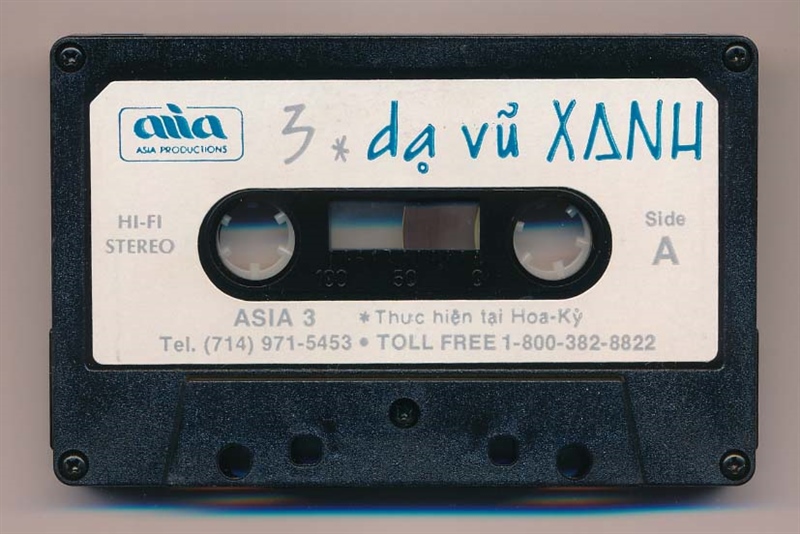 asia
ASIA PRODUCTIONS
3 * dạ vũ XANH
HI-FI
STEREO
Side
A
100 50 0
ASIA 3 *Thực hiện tại Hoa-Kỳ
Tel. (714) 971-5453 • TOLL FREE 1-800-382-8822